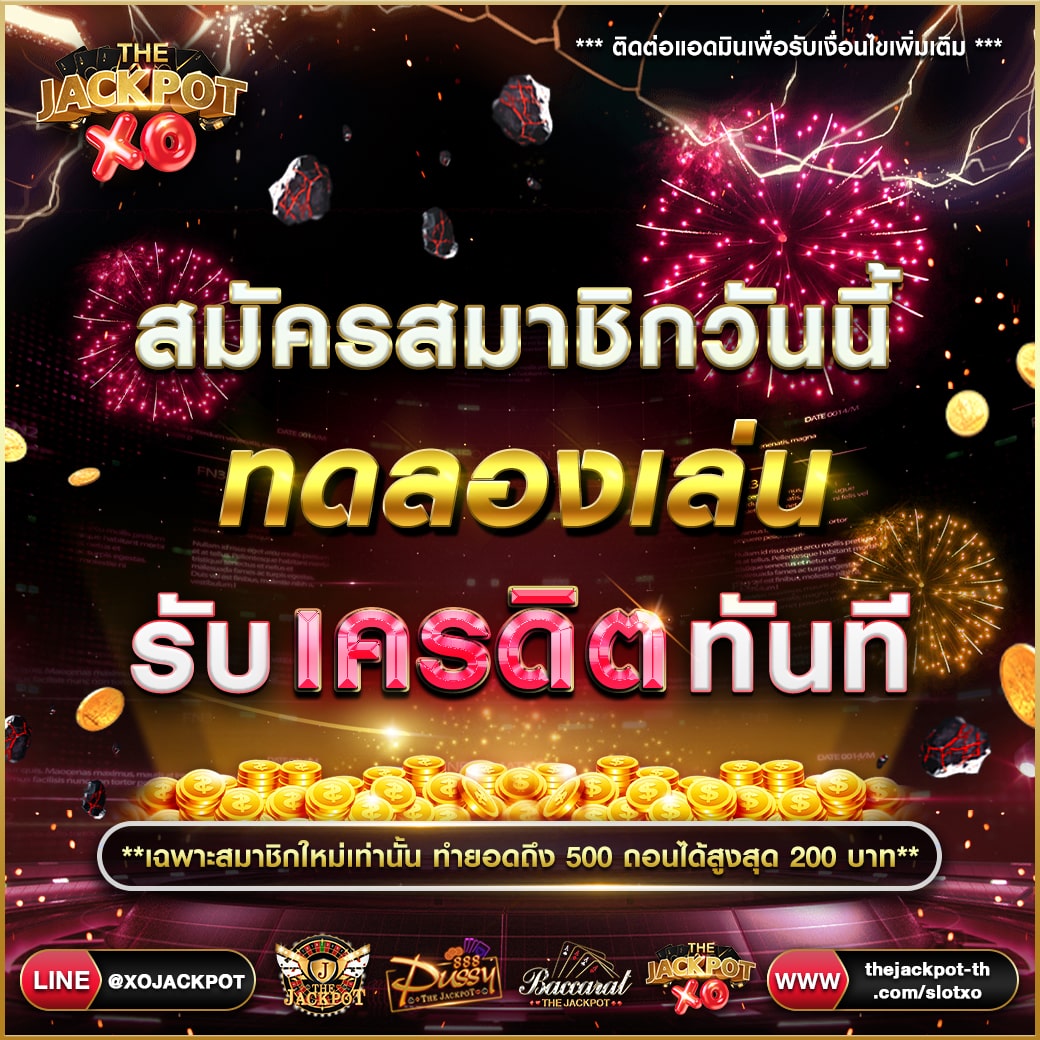 THE
JACKPOT
XO
*** ติดต่อแอดมินเพื่อรับเงื่อนไขเพิ่มเติม ***
สมัครสมาชิกวันนี้
ทดลองเล่น
รับ เครดิต ทันที
**เฉพาะสมาชิกใหม่เท่านั้น ทำยอดถึง 500 ถอนได้สูงสุด 200 บาท**
LINE @XOJACKPOT
J
THE
JACKPOT
888
Pussy
THE JACKPOT
Baccarat
THE JACKPOT
THE
JACKPOT
XO
WWW
thejackpot-th
.com/slotxo